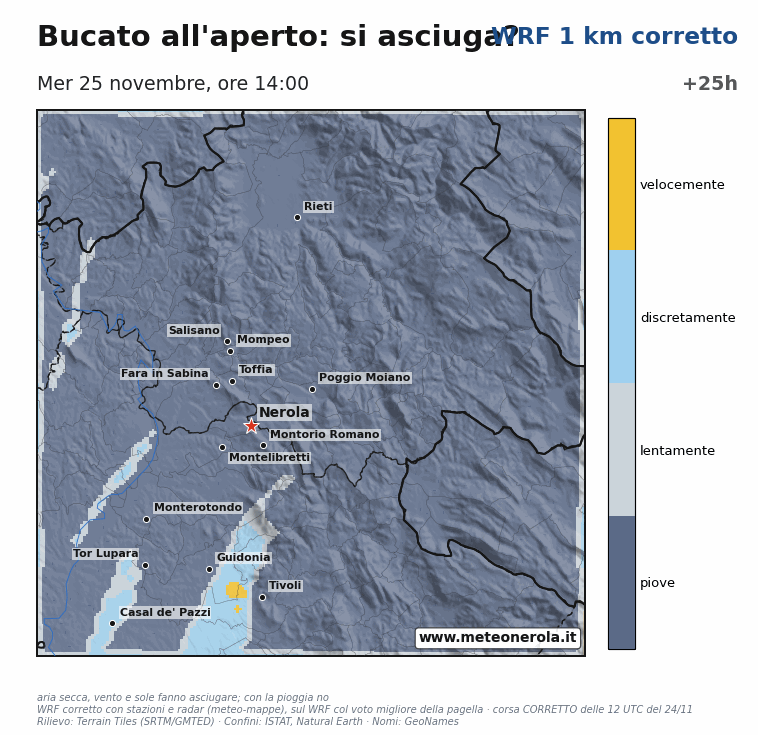 Bucato all'aperto: si asciuga?
WRF 1 km corretto
Mer 25 novembre, ore 14:00
+25h
Rieti
Salisano
Mompeo
Toffia
Fara in Sabina
Poggio Moiano
Nerola
Montorio Romano
Montelibretti
Monterotondo
Tor Lupara
Guidonia
Tivoli
Casal de' Pazzi
www.meteonerola.it
velocemente
discretamente
lentamente
piove
aria secca, vento e sole fanno asciugare; con la pioggia no
WRF corretto con stazioni e radar (meteo-mappe), sul WRF col voto migliore della pagella · corsa CORRETTO delle 12 UTC del 24/11
Rilievo: Terrain Tiles (SRTM/GMTED) · Confini: ISTAT, Natural Earth · Nomi: GeoNames